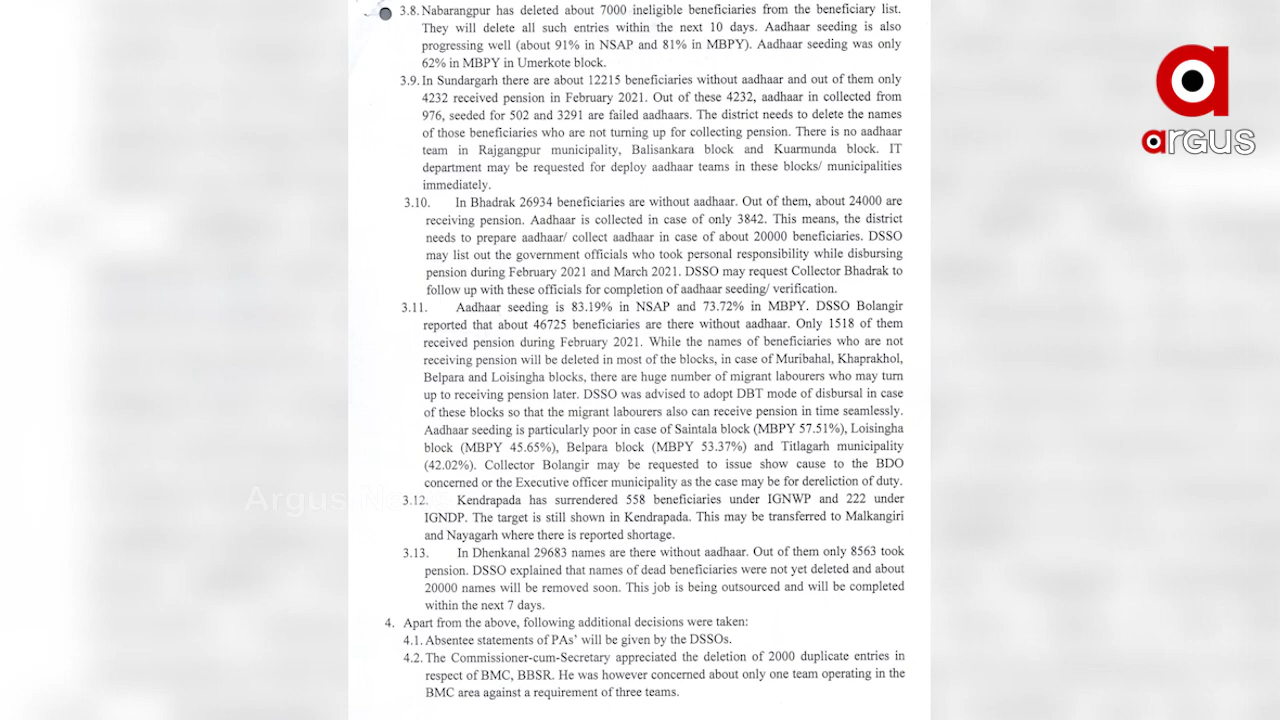 3.8. Nabarangpur has deleted about 7000 ineligible beneficiaries from the beneficiary list.
They will delete all such entries within the next 10 days. Aadhaar seeding is also
progressing well (about 91% in NSAP and 81% in MBPY). Aadhaar seeding was only
62% in MBPY in Umerkote block.
3.9. In Sundargarh there are about 12215 beneficiaries without aadhaar and out of them only
4232 received pension in February 2021. Out of these 4232, aadhaar in collected from
976, seeded for 502 and 3291 are failed aadhaars. The district needs to delete the names
of those beneficiaries who are not turning up for collecting pension. There is no aadhaar
team in Rajgangpur municipality, Balisankara block and Kuarmunda block. IT
department may be requested for deploy aadhaar teams in these blocks/ municipalities
immediately.
3.10. In Bhadrak 26934 beneficiaries are without aadhaar. Out of them, about 24000 are
receiving pension. Aadhaar is collected in case of only 3842. This means, the district
needs to prepare aadhaar/ collect aadhaar in case of about 20000 beneficiaries. DSSO
may list out the government officials who took personal responsibility while disbursing
pension during February 2021 and March 2021. DSSO may request Collector Bhadrak to
follow up with these officials for completion of aadhaar seeding/ verification.
3.11. Aadhaar seeding is 83.19% in NSAP and 73.72% in MBPY. DSSO Bolangir
reported that about 46725 beneficiaries are there without aadhaar. Only 1518 of them
received pension during February 2021. While the names of beneficiaries who are not
receiving pension will be deleted in most of the blocks, in case of Muribahal, Khaprakhol,
Belpara and Loisingha blocks, there are huge number of migrant labourers who may turn
up to receiving pension later. DSSO was advised to adopt DBT mode of disbursal in case
of these blocks so that the migrant labourers also can receive pension in time seamlessly.
Aadhaar seeding is particularly poor in case of Saintala block (MBPY 57.51%), Loisingha
block (MBPY 45.65%), Belpara block (MBPY 53.37%) and Titlagarh municipality
(42.02%). Collector Bolangir may be requested to issue show cause to the BDO
concerned or the Executive officer municipality as the case may be for dereliction of duty.
3.12. Kendrapada has surrendered 558 beneficiaries under IGNWP and 222 under
IGNDP. The target is still shown in Kendrapada. This may be transferred to Malkangiri
and Nayagarh where there is reported shortage.
3.13. In Dhenkanal 29683 names are there without aadhaar. Out of them only 8563 took
pension. DSSO explained that names of dead beneficiaries were not yet deleted and about
20000 names will be removed soon. This job is being outsourced and will be completed
within the next 7 days.
4. Apart from the above, following additional decisions were taken:
4.1. Absentee statements of PAs' will be given by the DSSOs.
4.2. The Commissioner-cum-Secretary appreciated the deletion of 2000 duplicate entries in
respect of BMC, BBSR. He was however concerned about only one team operating in the
BMC area against a requirement of three teams.
a
argus
Argus News